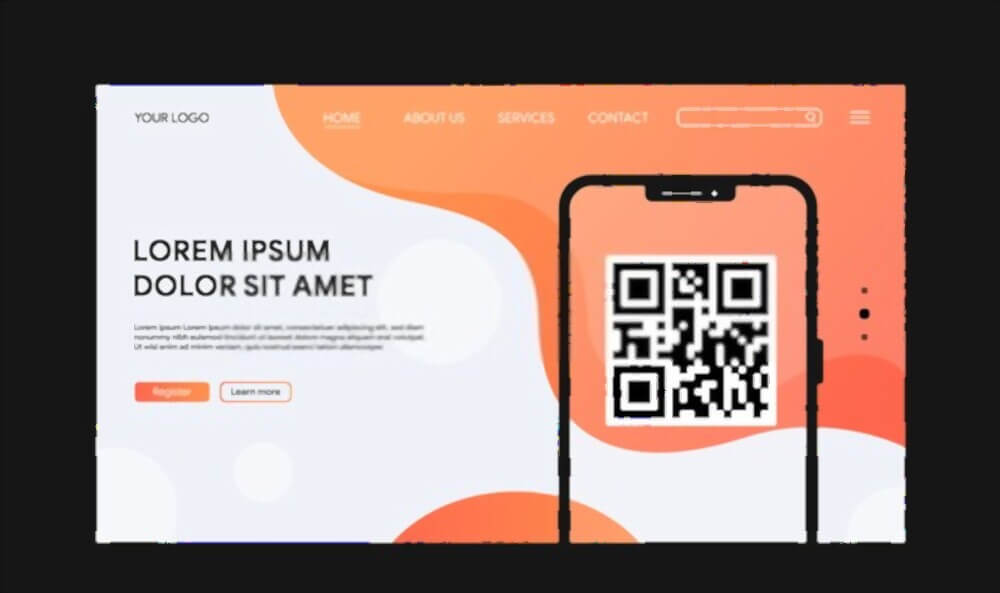 YOUR LOGO
HOME ABOUT US SERVICES CONTACT
LOREM IPSUM
DOLOR SIT AMET
Lorem ipsum Lorem ipsum dolor sit amet, consectetuer adipiscing elit, sed diam
nonummy nibh euismod tincidunt ut laoreet dolore magna aliquam erat volutpat.
Ut wisi enim ad minim veniam, quis nostrud exerci tation ullamcorper.
Register Learn more